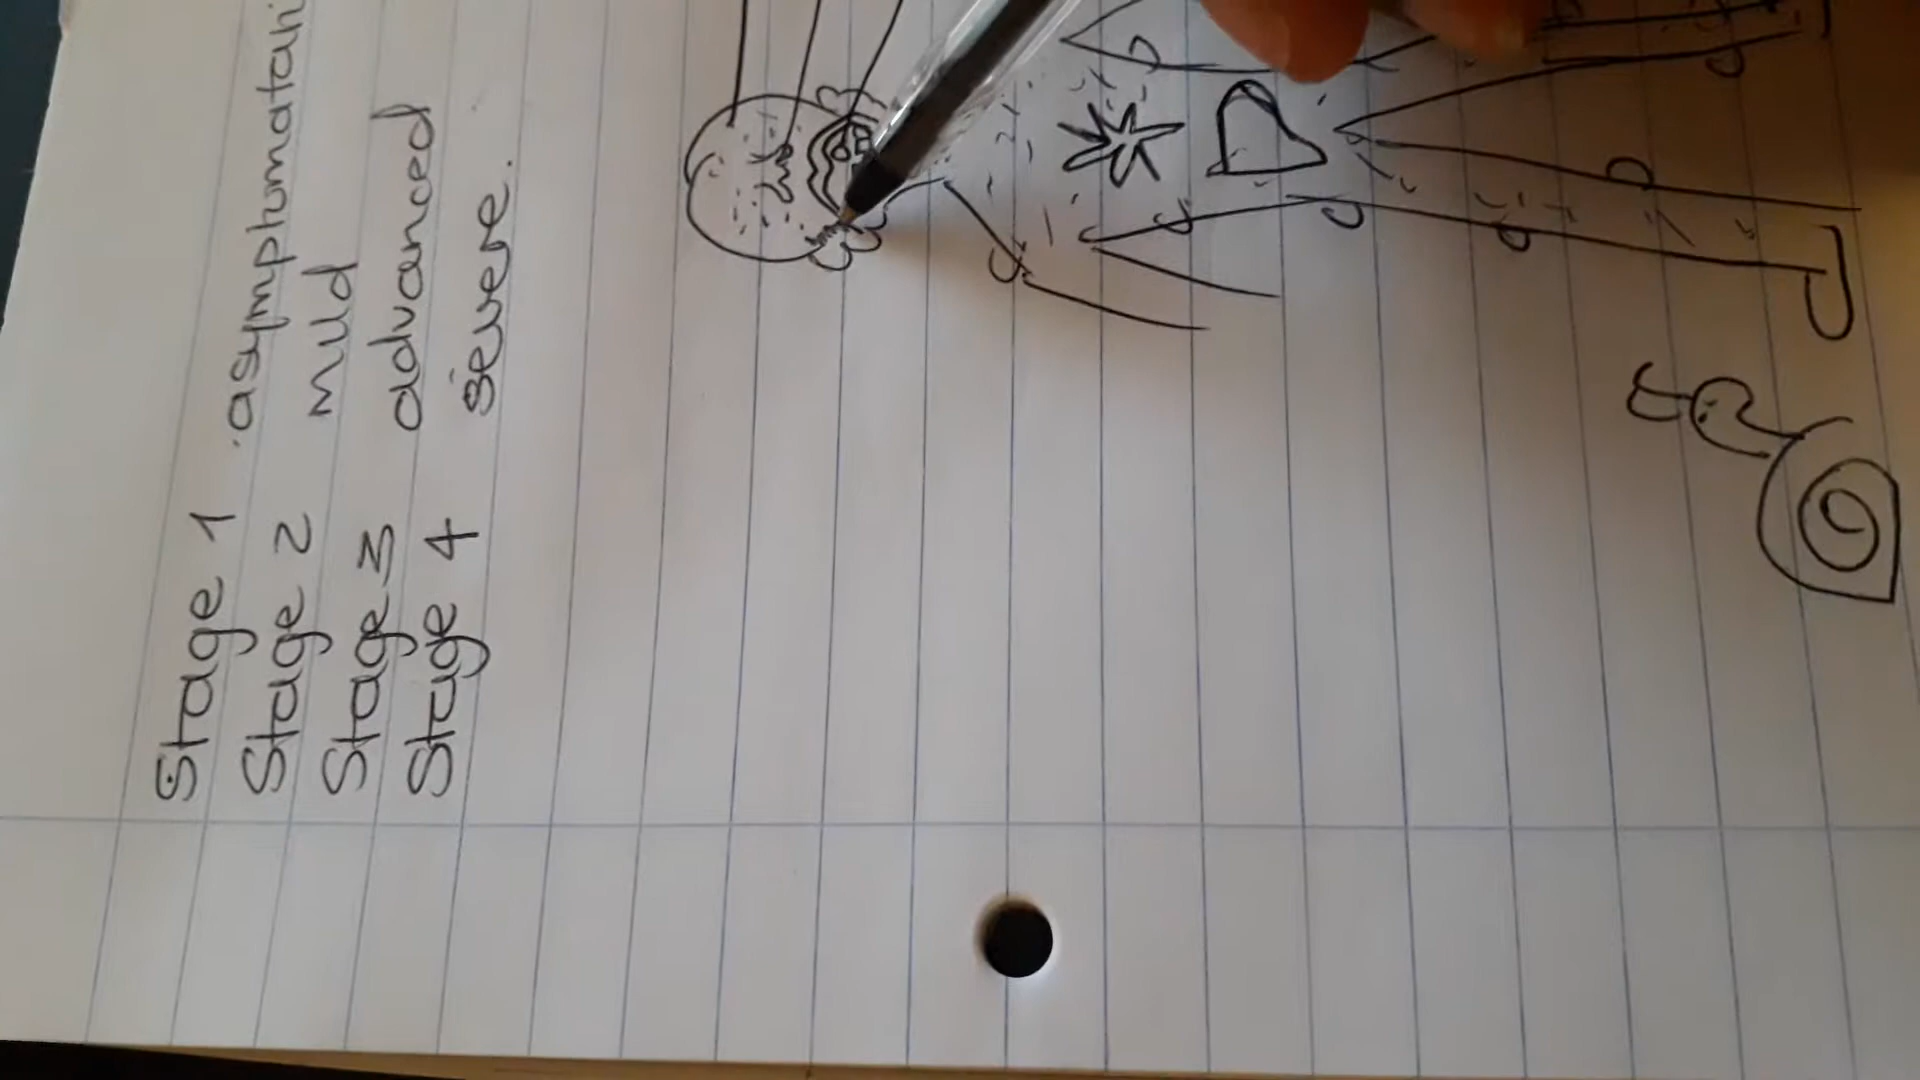 Stage 1 . asymptomatic
Stage 2 mild
Stage 3 advanced
Stage 4 severe.